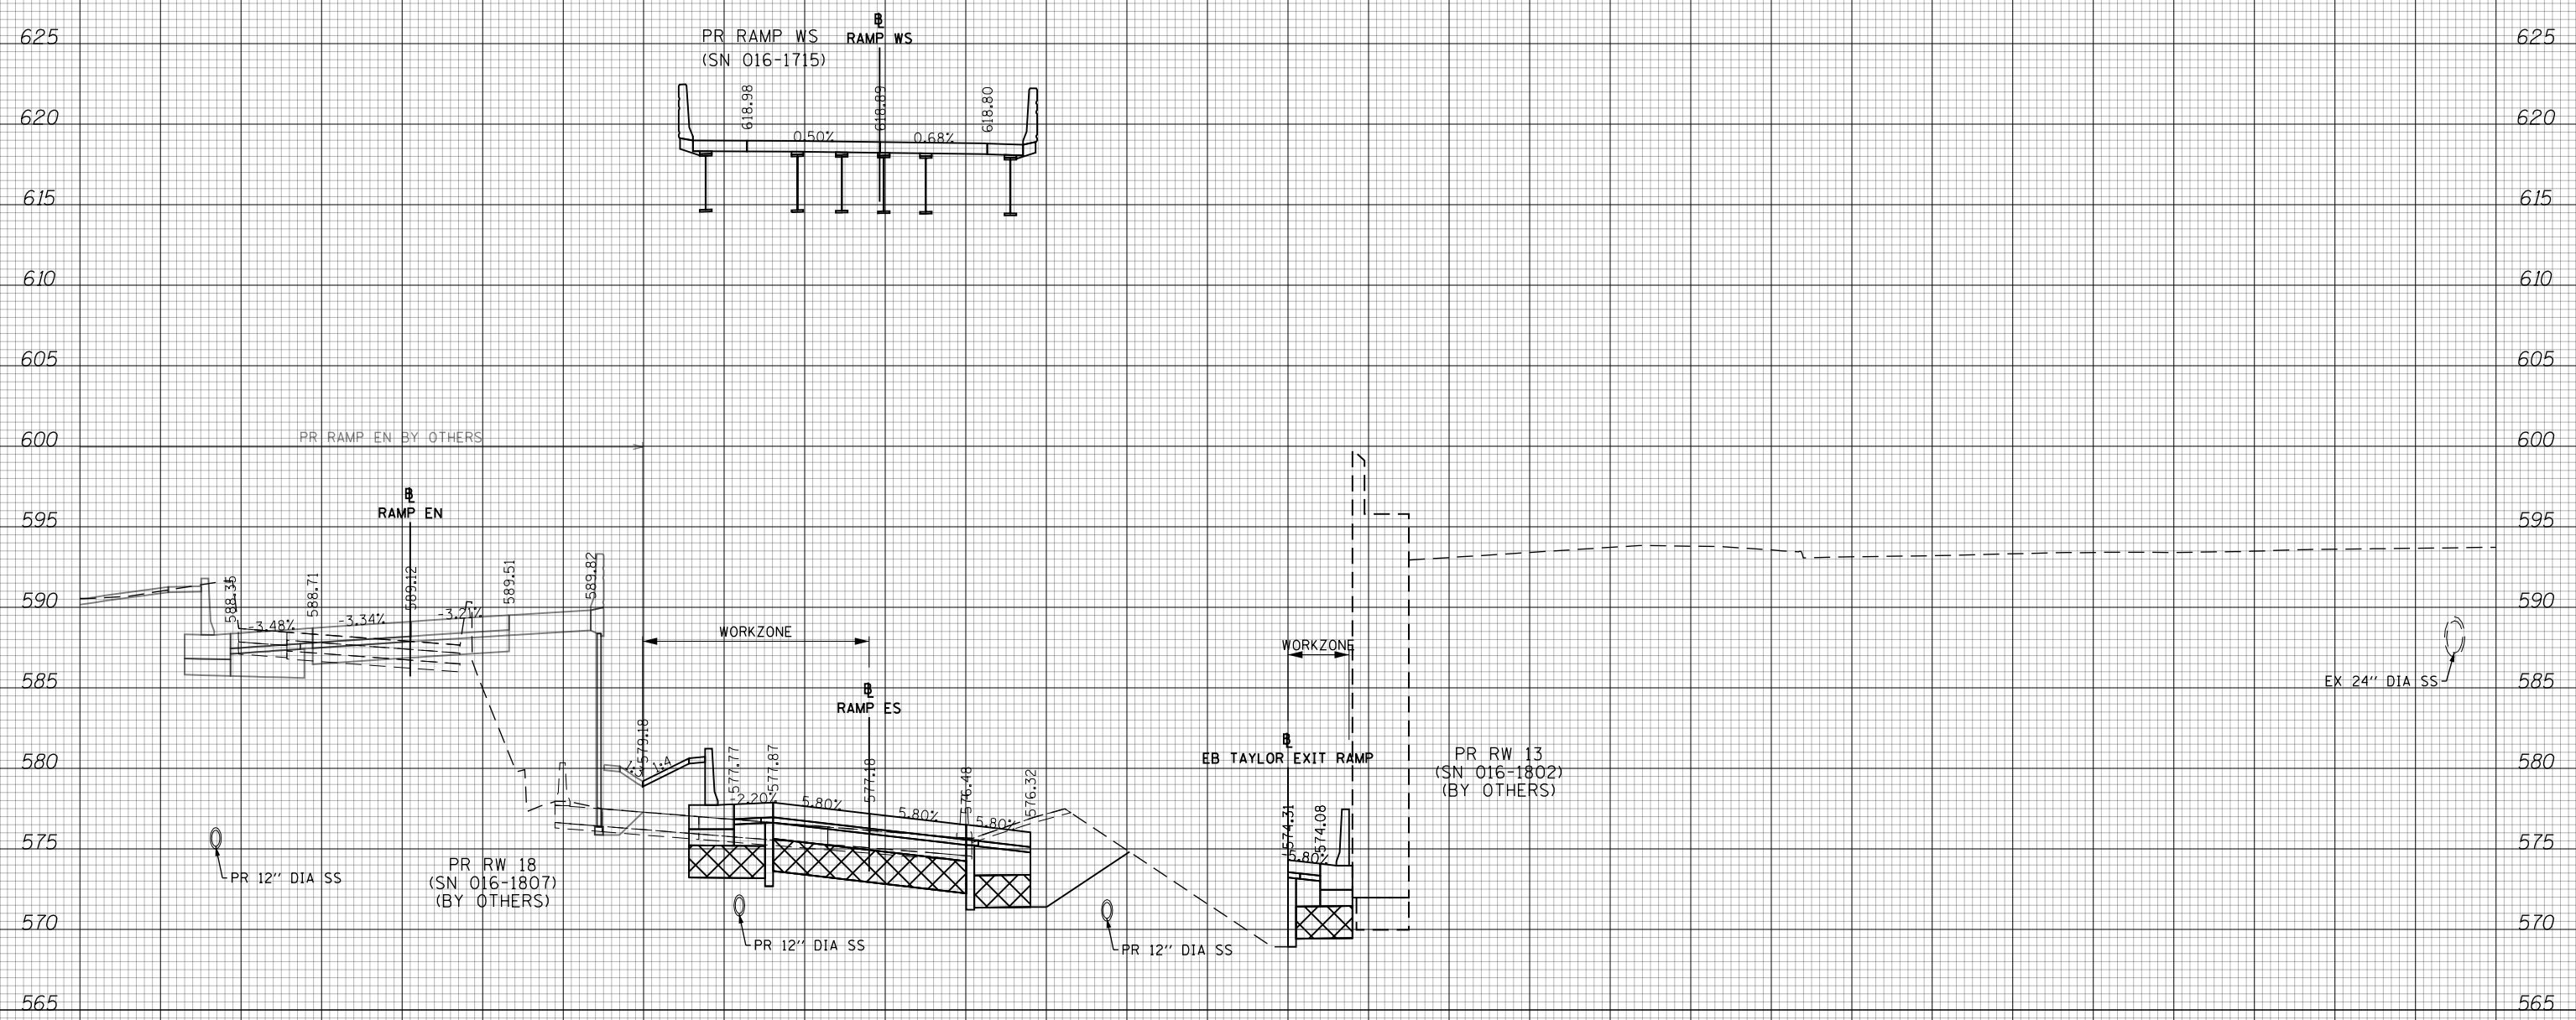 625
PR RAMP WS
(SN 016-1715)
RAMP WS
625
620
618.98
618.89
618.80
0.50%
0.68%
620
615
615
610
610
605
605
600
PR RAMP EN BY OTHERS
600
595
RAMP EN
595
590
588.35
588.71
589.12
589.51
589.82
-3.48%
-3.34%
-3.21%
590
WORKZONE
WORKZONE
585
RAMP ES
EX 24'' DIA SS
585
580
579.18
1:4
577.77
577.87
577.18
576.48
576.32
EB TAYLOR EXIT RAMP
PR RW 13
(SN 016-1802)
(BY OTHERS)
580
-2.20%
5.80%
5.80%
5.80%
574.31
574.08
5.80%
575
PR RW 18
(SN 016-1807)
(BY OTHERS)
PR 12'' DIA SS
575
570
PR 12'' DIA SS
PR 12'' DIA SS
570
565
565